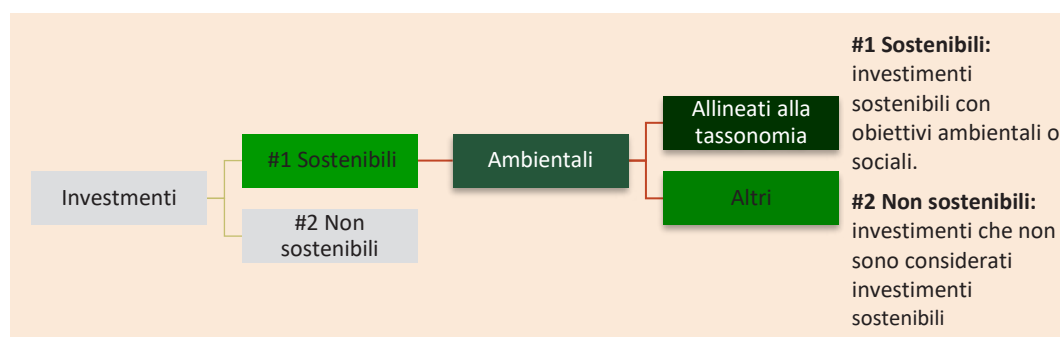 Investimenti
#1 Sostenibili
#2 Non
sostenibili
Ambientali
Allineati alla
tassonomia
Altri
#1 Sostenibili:
investimenti
sostenibili con
obiettivi ambientali o
sociali.
#2 Non sostenibili:
investimenti che non
sono considerati
investimenti
sostenibili